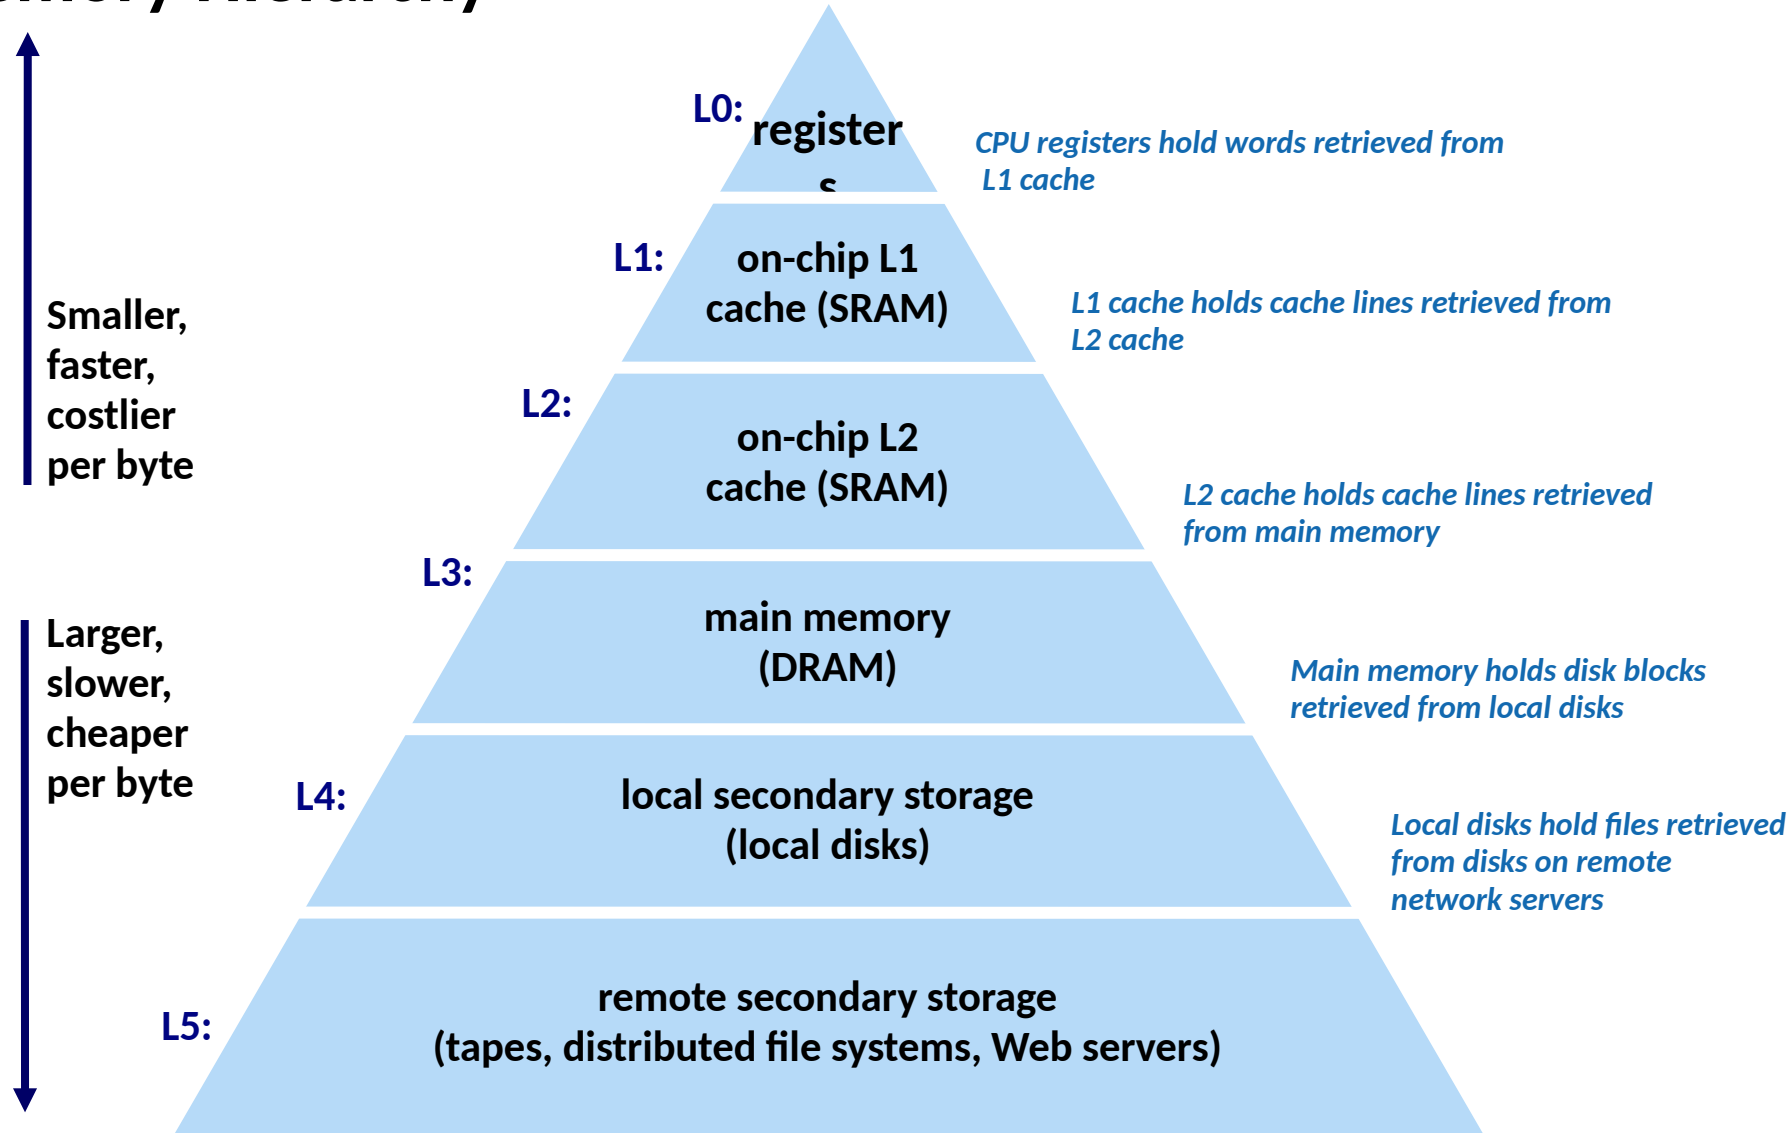 L0:
register
s
CPU registers hold words retrieved from
L1 cache
L1:
on-chip L1
cache (SRAM)
L1 cache holds cache lines retrieved from
L2 cache
Smaller,
faster,
costlier
per byte
L2:
on-chip L2
cache (SRAM)
L2 cache holds cache lines retrieved
from main memory
L3:
main memory
(DRAM)
Main memory holds disk blocks
retrieved from local disks
Larger,
slower,
cheaper
per byte
L4:
local secondary storage
(local disks)
Local disks hold files retrieved
from disks on remote
network servers
L5:
remote secondary storage
(tapes, distributed file systems, Web servers)